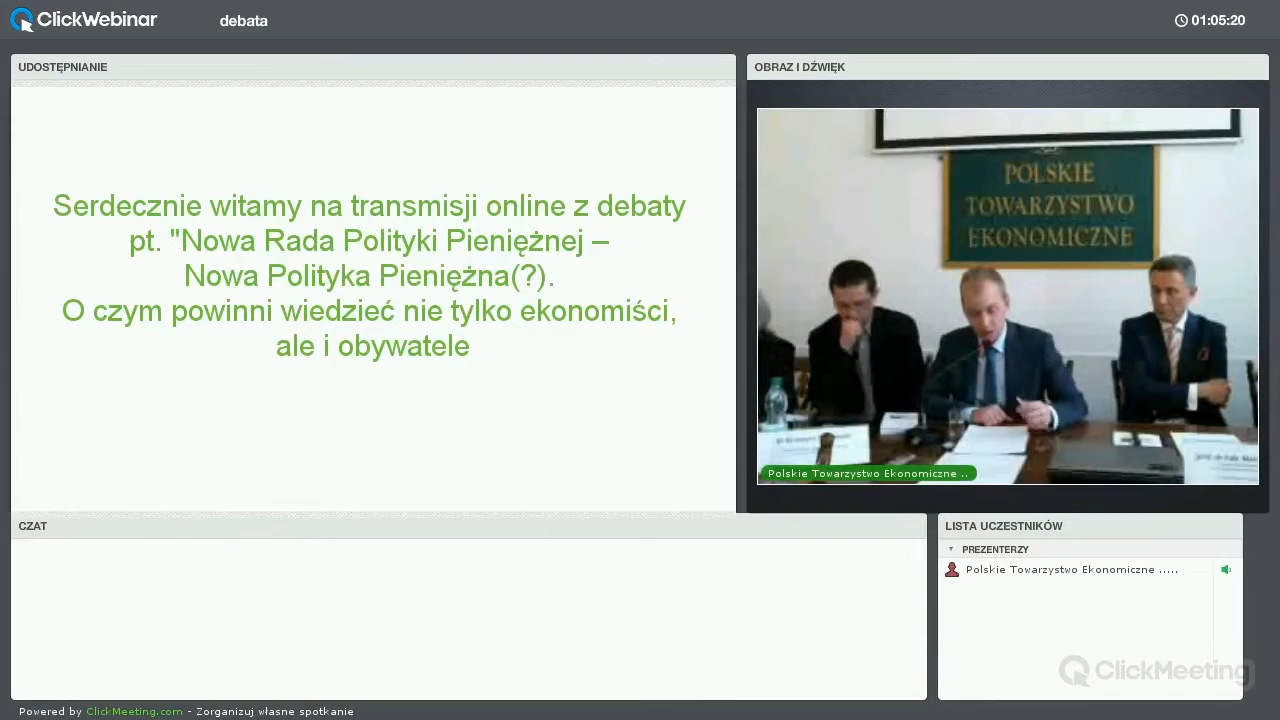 ClickWebinar
debata
01:05:20
UDOSTĘPNIANIE
Serdecznie witamy na transmisji online z debaty
pt. "Nowa Rada Polityki Pieniężnej –
Nowa Polityka Pieniężna(?).
O czym powinni wiedzieć nie tylko ekonomiści,
ale i obywatele
OBRAZ I DŹWIĘK
POLSKIE
TOWARZYSTWO
EKONOMICZNE
Polskie Towarzystwo Ekonomiczne ..
CZAT
LISTA UCZESTNIKÓW
PREZENTERZY
Polskie Towarzystwo Ekonomiczne .....
ClickMeeting
Powered by ClickMeeting.com - Zorganizuj własne spotkanie